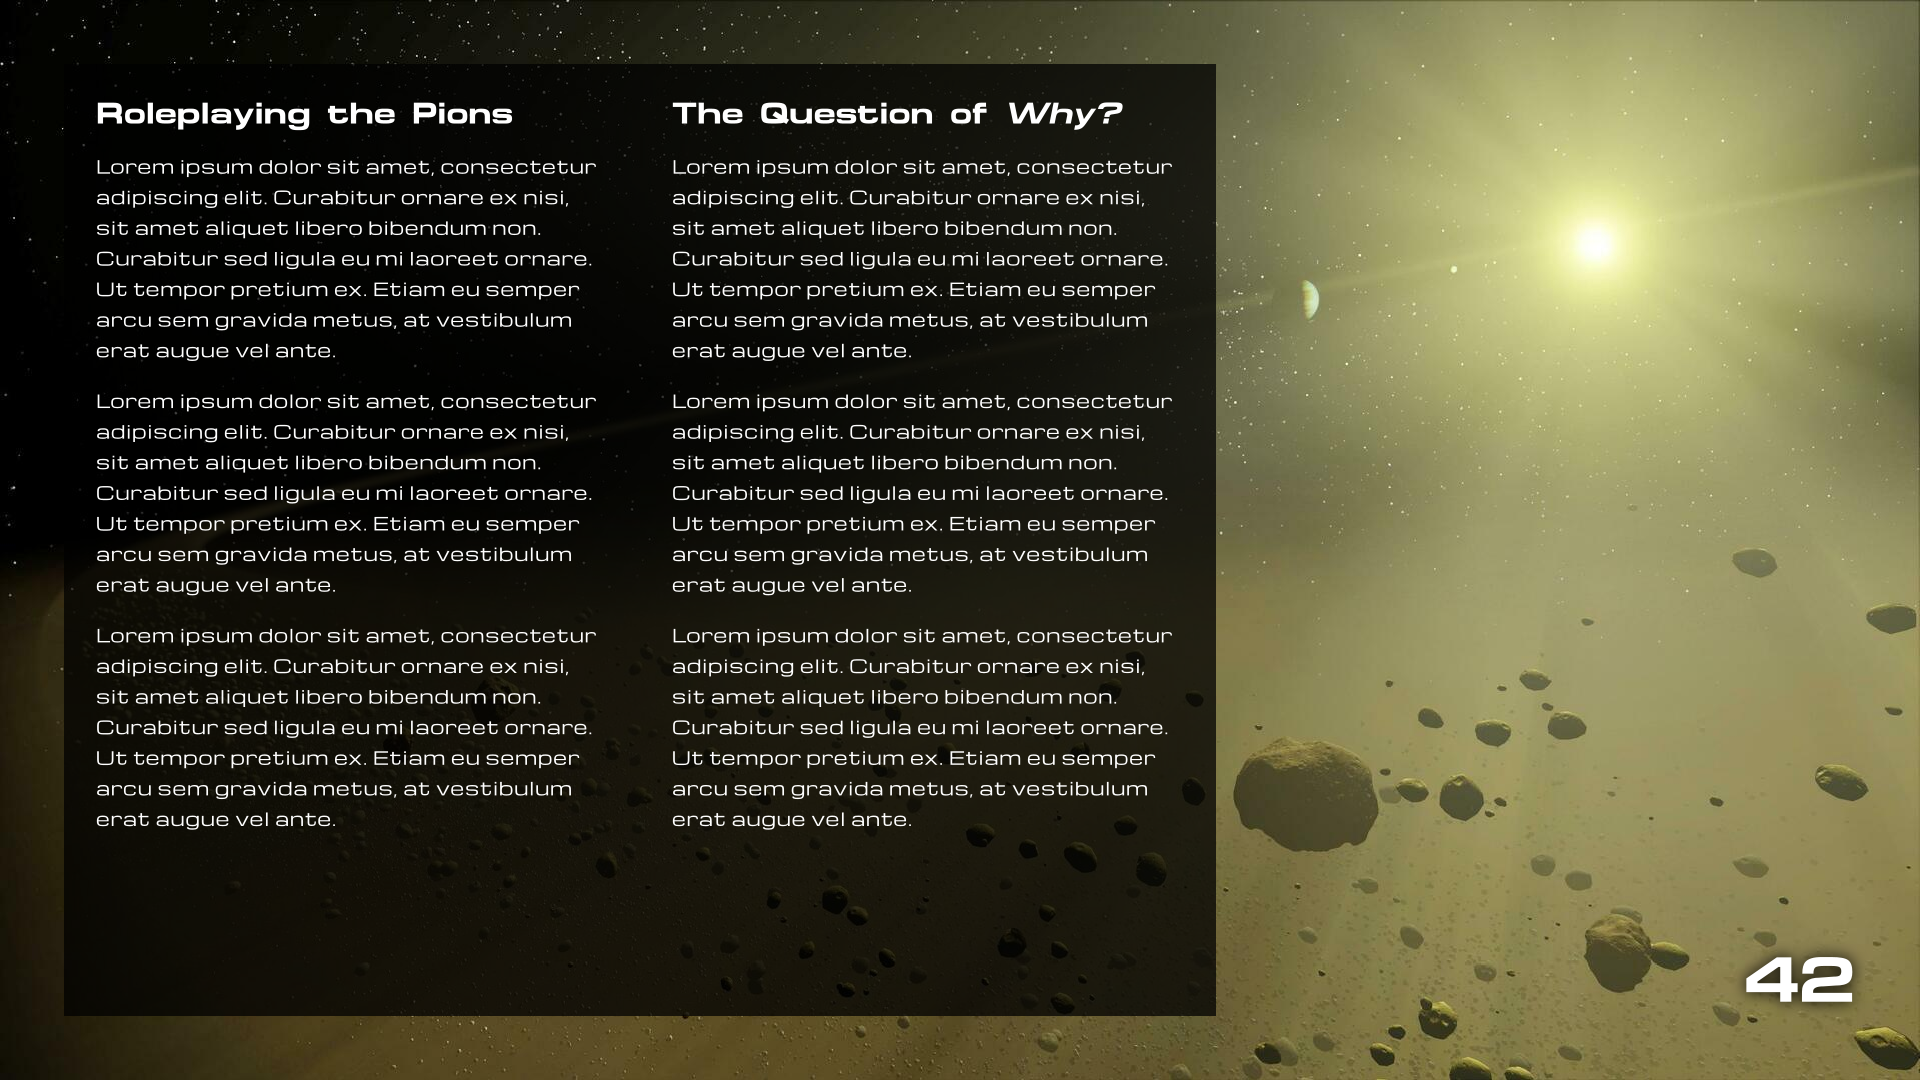 Roleplaying the Pions
Lorem ipsum dolor sit amet, consectetur
adipiscing elit. Curabitur ornare ex nisi,
sit amet aliquet libero bibendum non.
Curabitur sed ligula eu mi laoreet ornare.
Ut tempor pretium ex. Etiam eu semper
arcu sem gravida metus, at vestibulum
erat augue vel ante.
Lorem ipsum dolor sit amet, consectetur
adipiscing elit. Curabitur ornare ex nisi,
sit amet aliquet libero bibendum non.
Curabitur sed ligula eu mi laoreet ornare.
Ut tempor pretium ex. Etiam eu semper
arcu sem gravida metus, at vestibulum
erat augue vel ante.
Lorem ipsum dolor sit amet, consectetur
adipiscing elit. Curabitur ornare ex nisi,
sit amet aliquet libero bibendum non.
Curabitur sed ligula eu mi laoreet ornare.
Ut tempor pretium ex. Etiam eu semper
arcu sem gravida metus, at vestibulum
erat augue vel ante.
The Question of Why?
Lorem ipsum dolor sit amet, consectetur
adipiscing elit. Curabitur ornare ex nisi,
sit amet aliquet libero bibendum non.
Curabitur sed ligula eu mi laoreet ornare.
Ut tempor pretium ex. Etiam eu semper
arcu sem gravida metus, at vestibulum
erat augue vel ante.
Lorem ipsum dolor sit amet, consectetur
adipiscing elit. Curabitur ornare ex nisi,
sit amet aliquet libero bibendum non.
Curabitur sed ligula eu mi laoreet ornare.
Ut tempor pretium ex. Etiam eu semper
arcu sem gravida metus, at vestibulum
erat augue vel ante.
Lorem ipsum dolor sit amet, consectetur
adipiscing elit. Curabitur ornare ex nisi,
sit amet aliquet libero bibendum non.
Curabitur sed ligula eu mi laoreet ornare.
Ut tempor pretium ex. Etiam eu semper
arcu sem gravida metus, at vestibulum
erat augue vel ante.
42